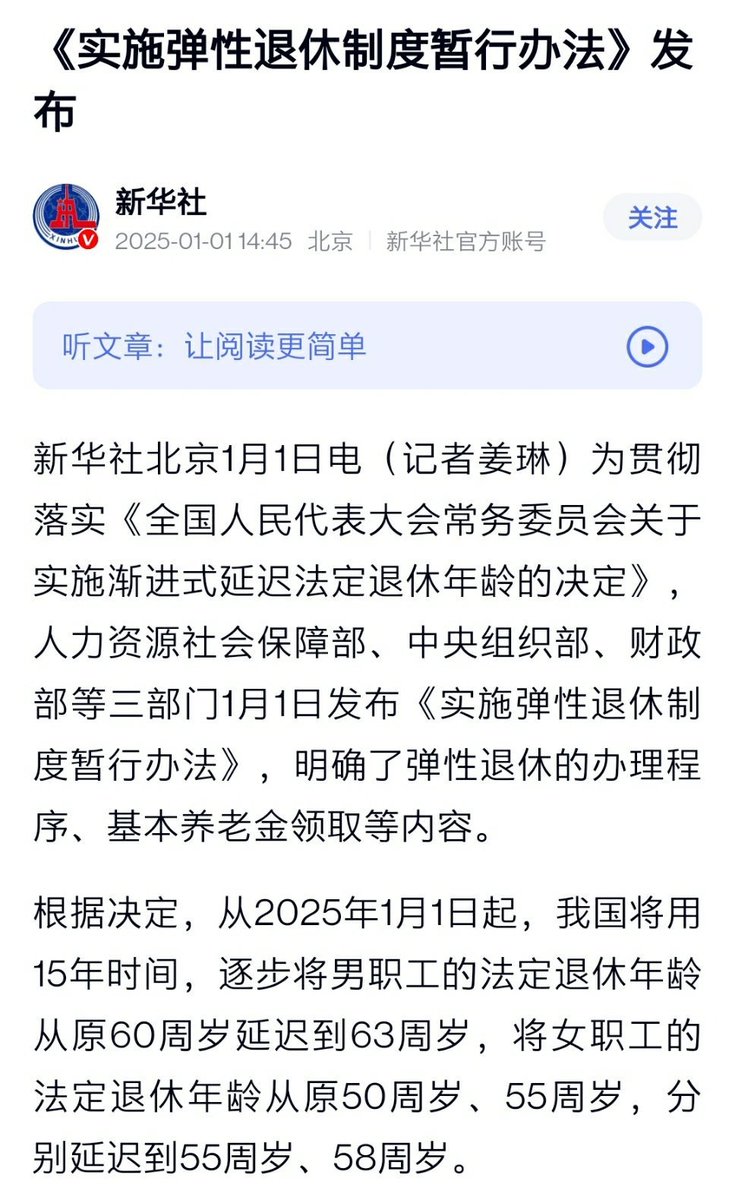 《实施弹性退休制度暂行办法》发
布
新华社
2025-01-01 14:45 北京 | 新华社官方账号
关注
XINHU
V
听文章：让阅读更简单
新华社北京1月1日电（记者姜琳）为贯彻
落实《全国人民代表大会常务委员会关于
实施渐进式延迟法定退休年龄的决定》，
人力资源社会保障部、中央组织部、财政
部等三部门1月1日发布《实施弹性退休制
度暂行办法》，明确了弹性退休的办理程
序、基本养老金领取等内容。
根据决定，从2025年1月1日起，我国将用
15年时间，逐步将男职工的法定退休年龄
从原60周岁延迟到63周岁，将女职工的
法定退休年龄从原50周岁、55周岁，分
别延迟到55周岁、58周岁。